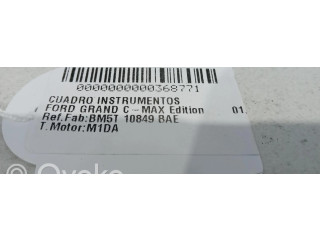 0000000000368771
CUADRO INSTRUMENTOS
FORD GRAND C-MAX Edition 01.
Ref.Fab:BM5T 10849 BAE
T.Motor:M1DA
OVOKO